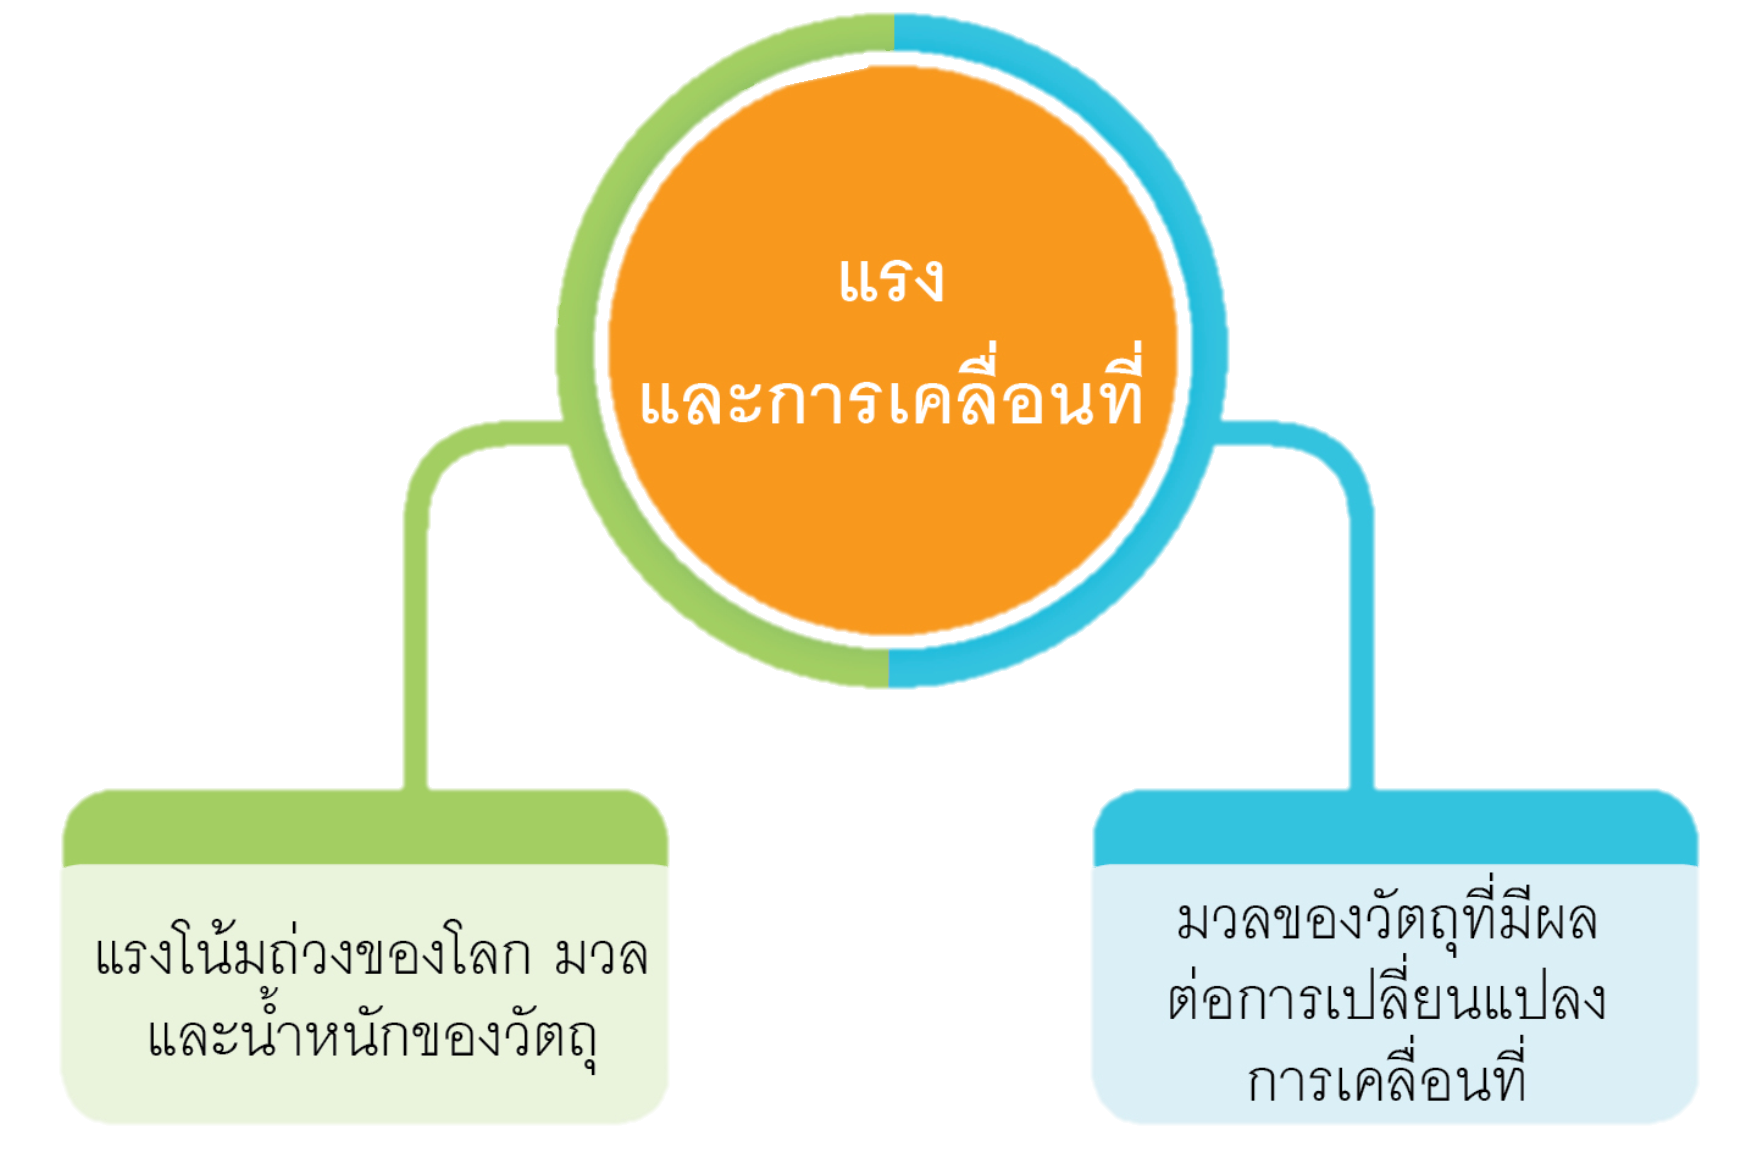 แรง
และการเคลื่อนที่
แรงโน้มถ่วงของโลก มวล
และน้ำหนักของวัตถุ
มวลของวัตถุที่มีผล
ต่อการเปลี่ยนแปลง
การเคลื่อนที่